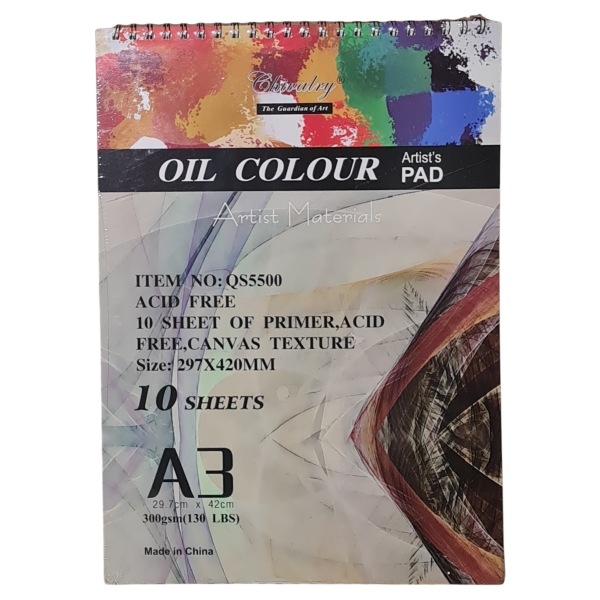 Chivalry®
The Guardian of Art
OIL COLOUR Artist's PAD
Artist Materials
ITEM NO: QS5500
ACID FREE
10 SHEET OF PRIMER,ACID
FREE,CANVAS TEXTURE
Size: 297X420MM
10 SHEETS
A3
29.7cm x 42cm
300gsm(130 LBS)
Made in China